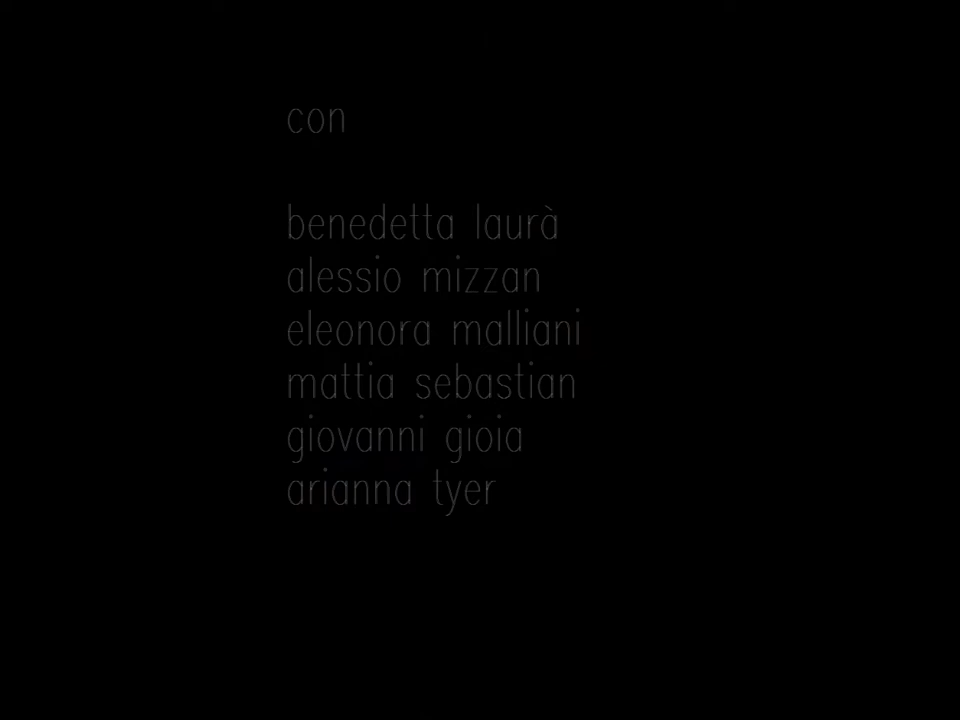 con
benedetta laurà
alessio mizzan
eleonora malliani
mattia sebastian
giovanni gioia
arianna tyer